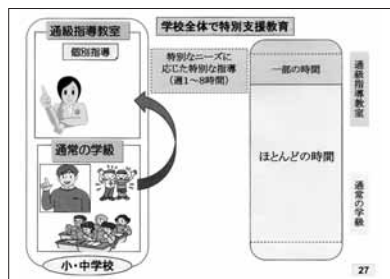 学校全体で特別支援教育
通級指導教室
個別指導
特別なニーズに
応じた特別な指導
(週1～8時間)
一部の時間
通級指導教室
通常の学級
ほとんどの時間
通常の学級
小・中学校
27